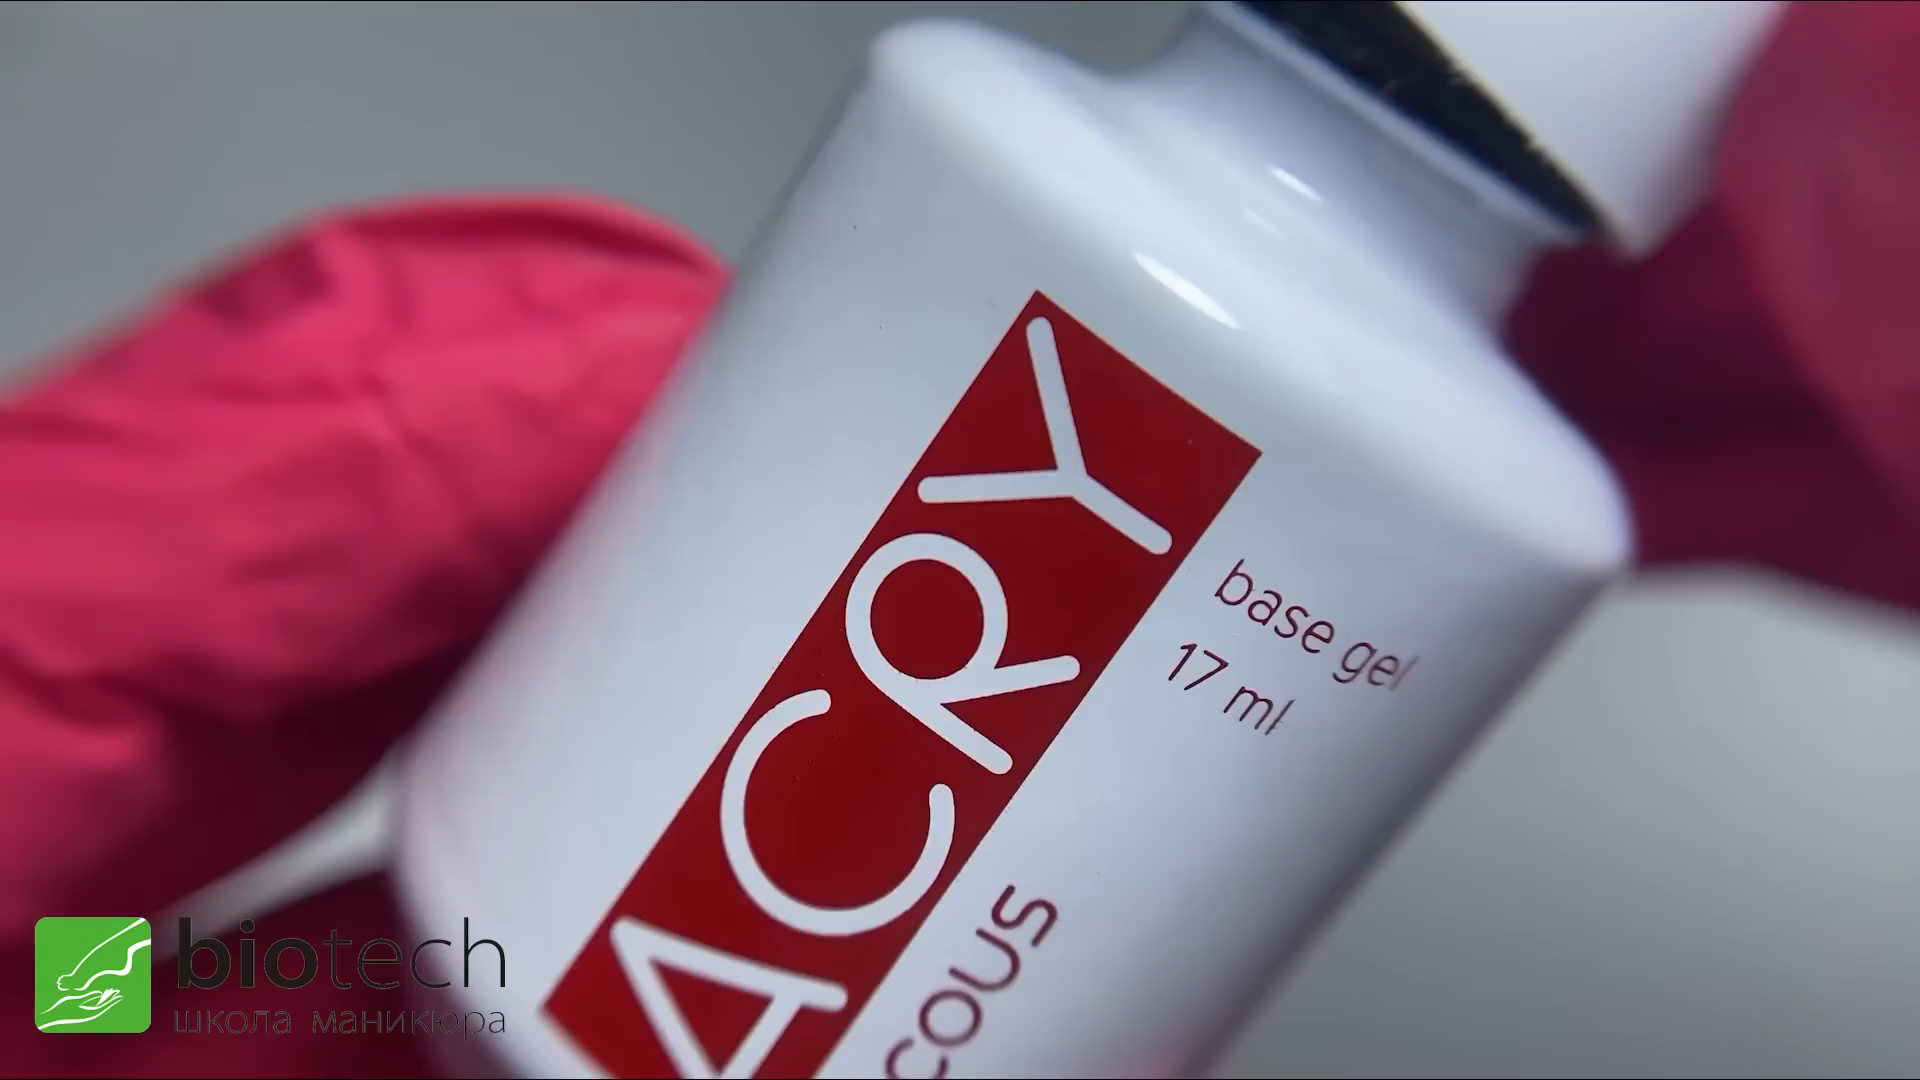 ACRY
base gel
17 ml
COUS
biotech
школа маникюра